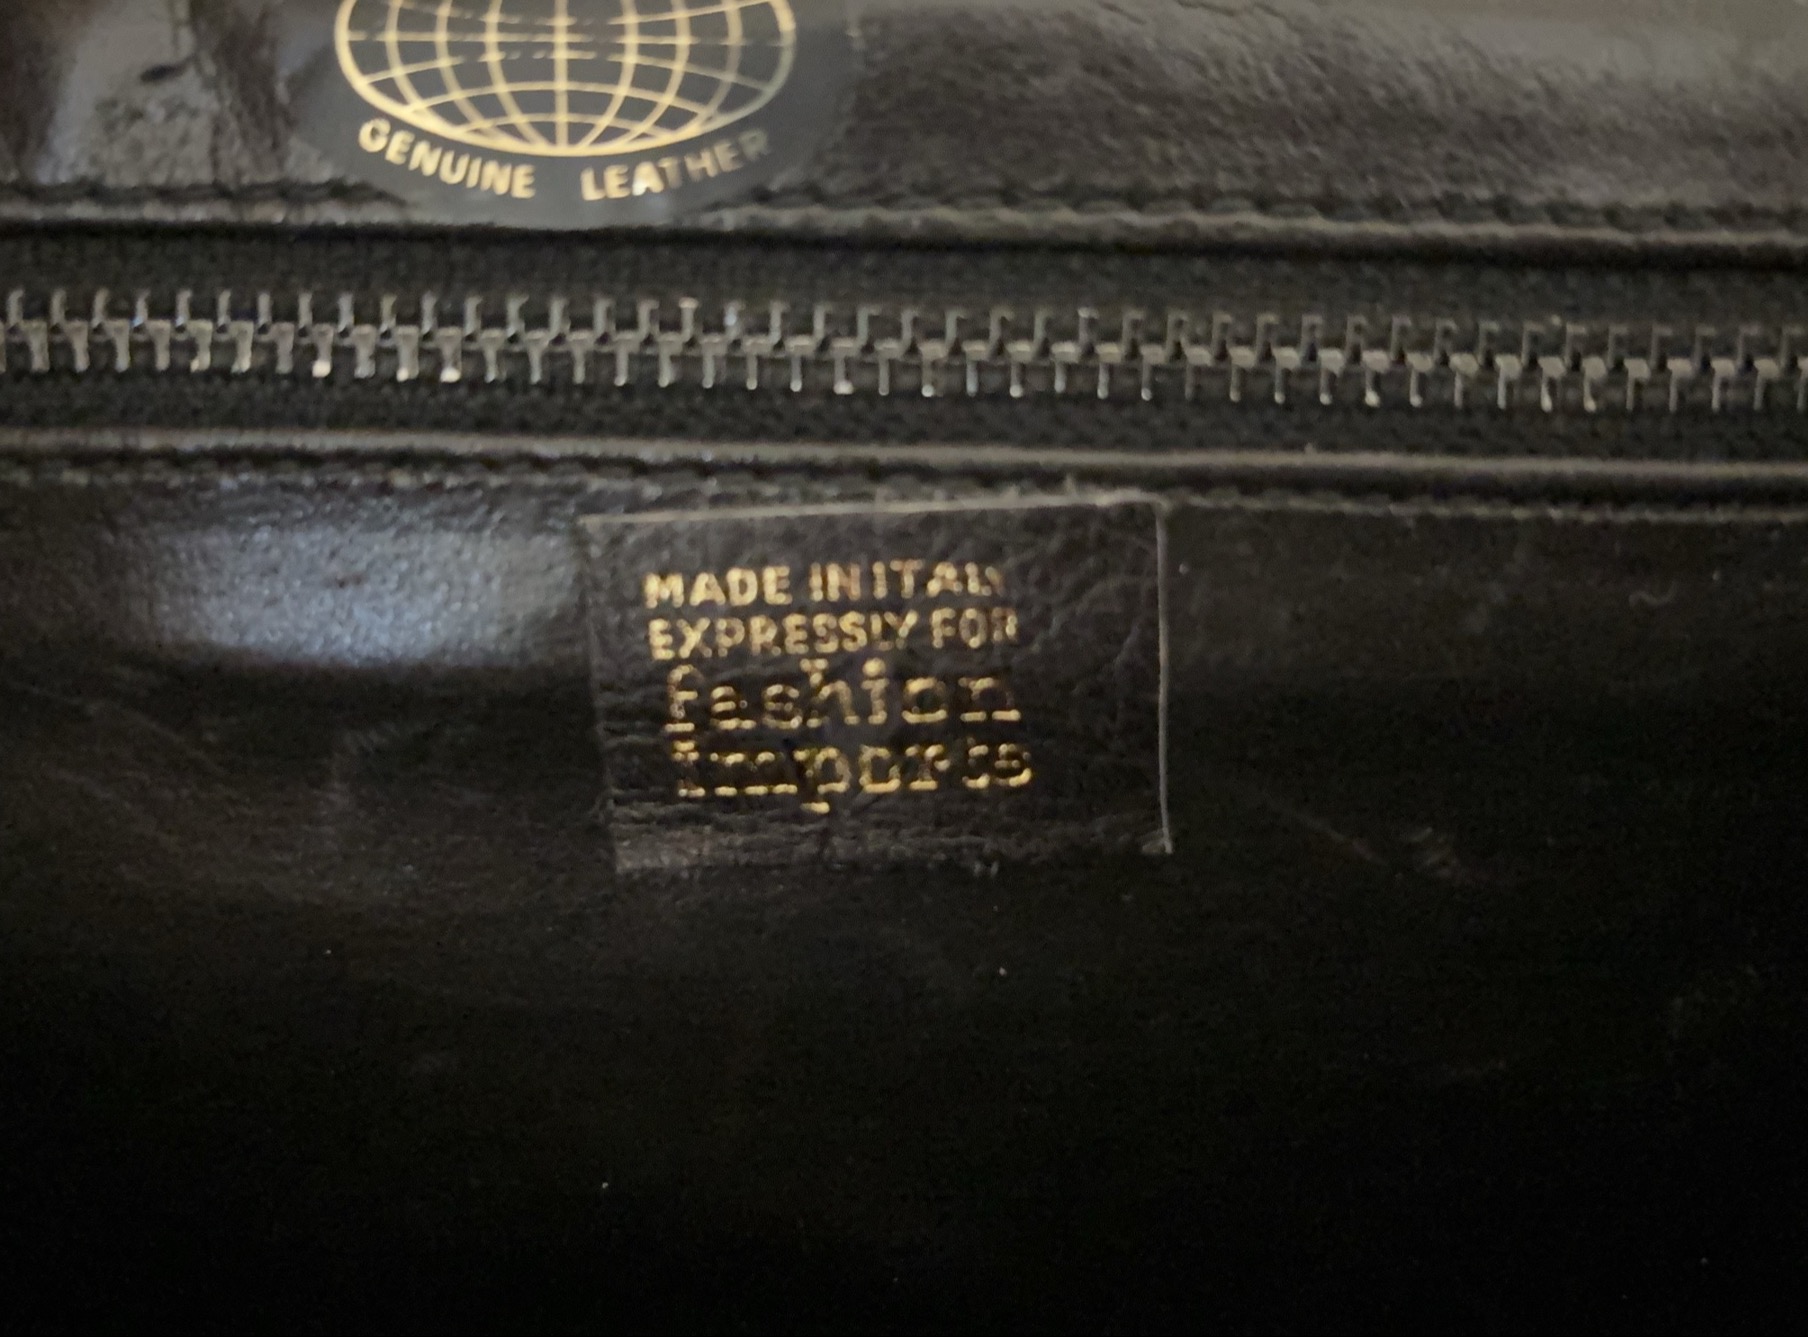 GENUINE LEATHER
MADE IN ITALY
EXPRESSLY FOR
fashion
imports